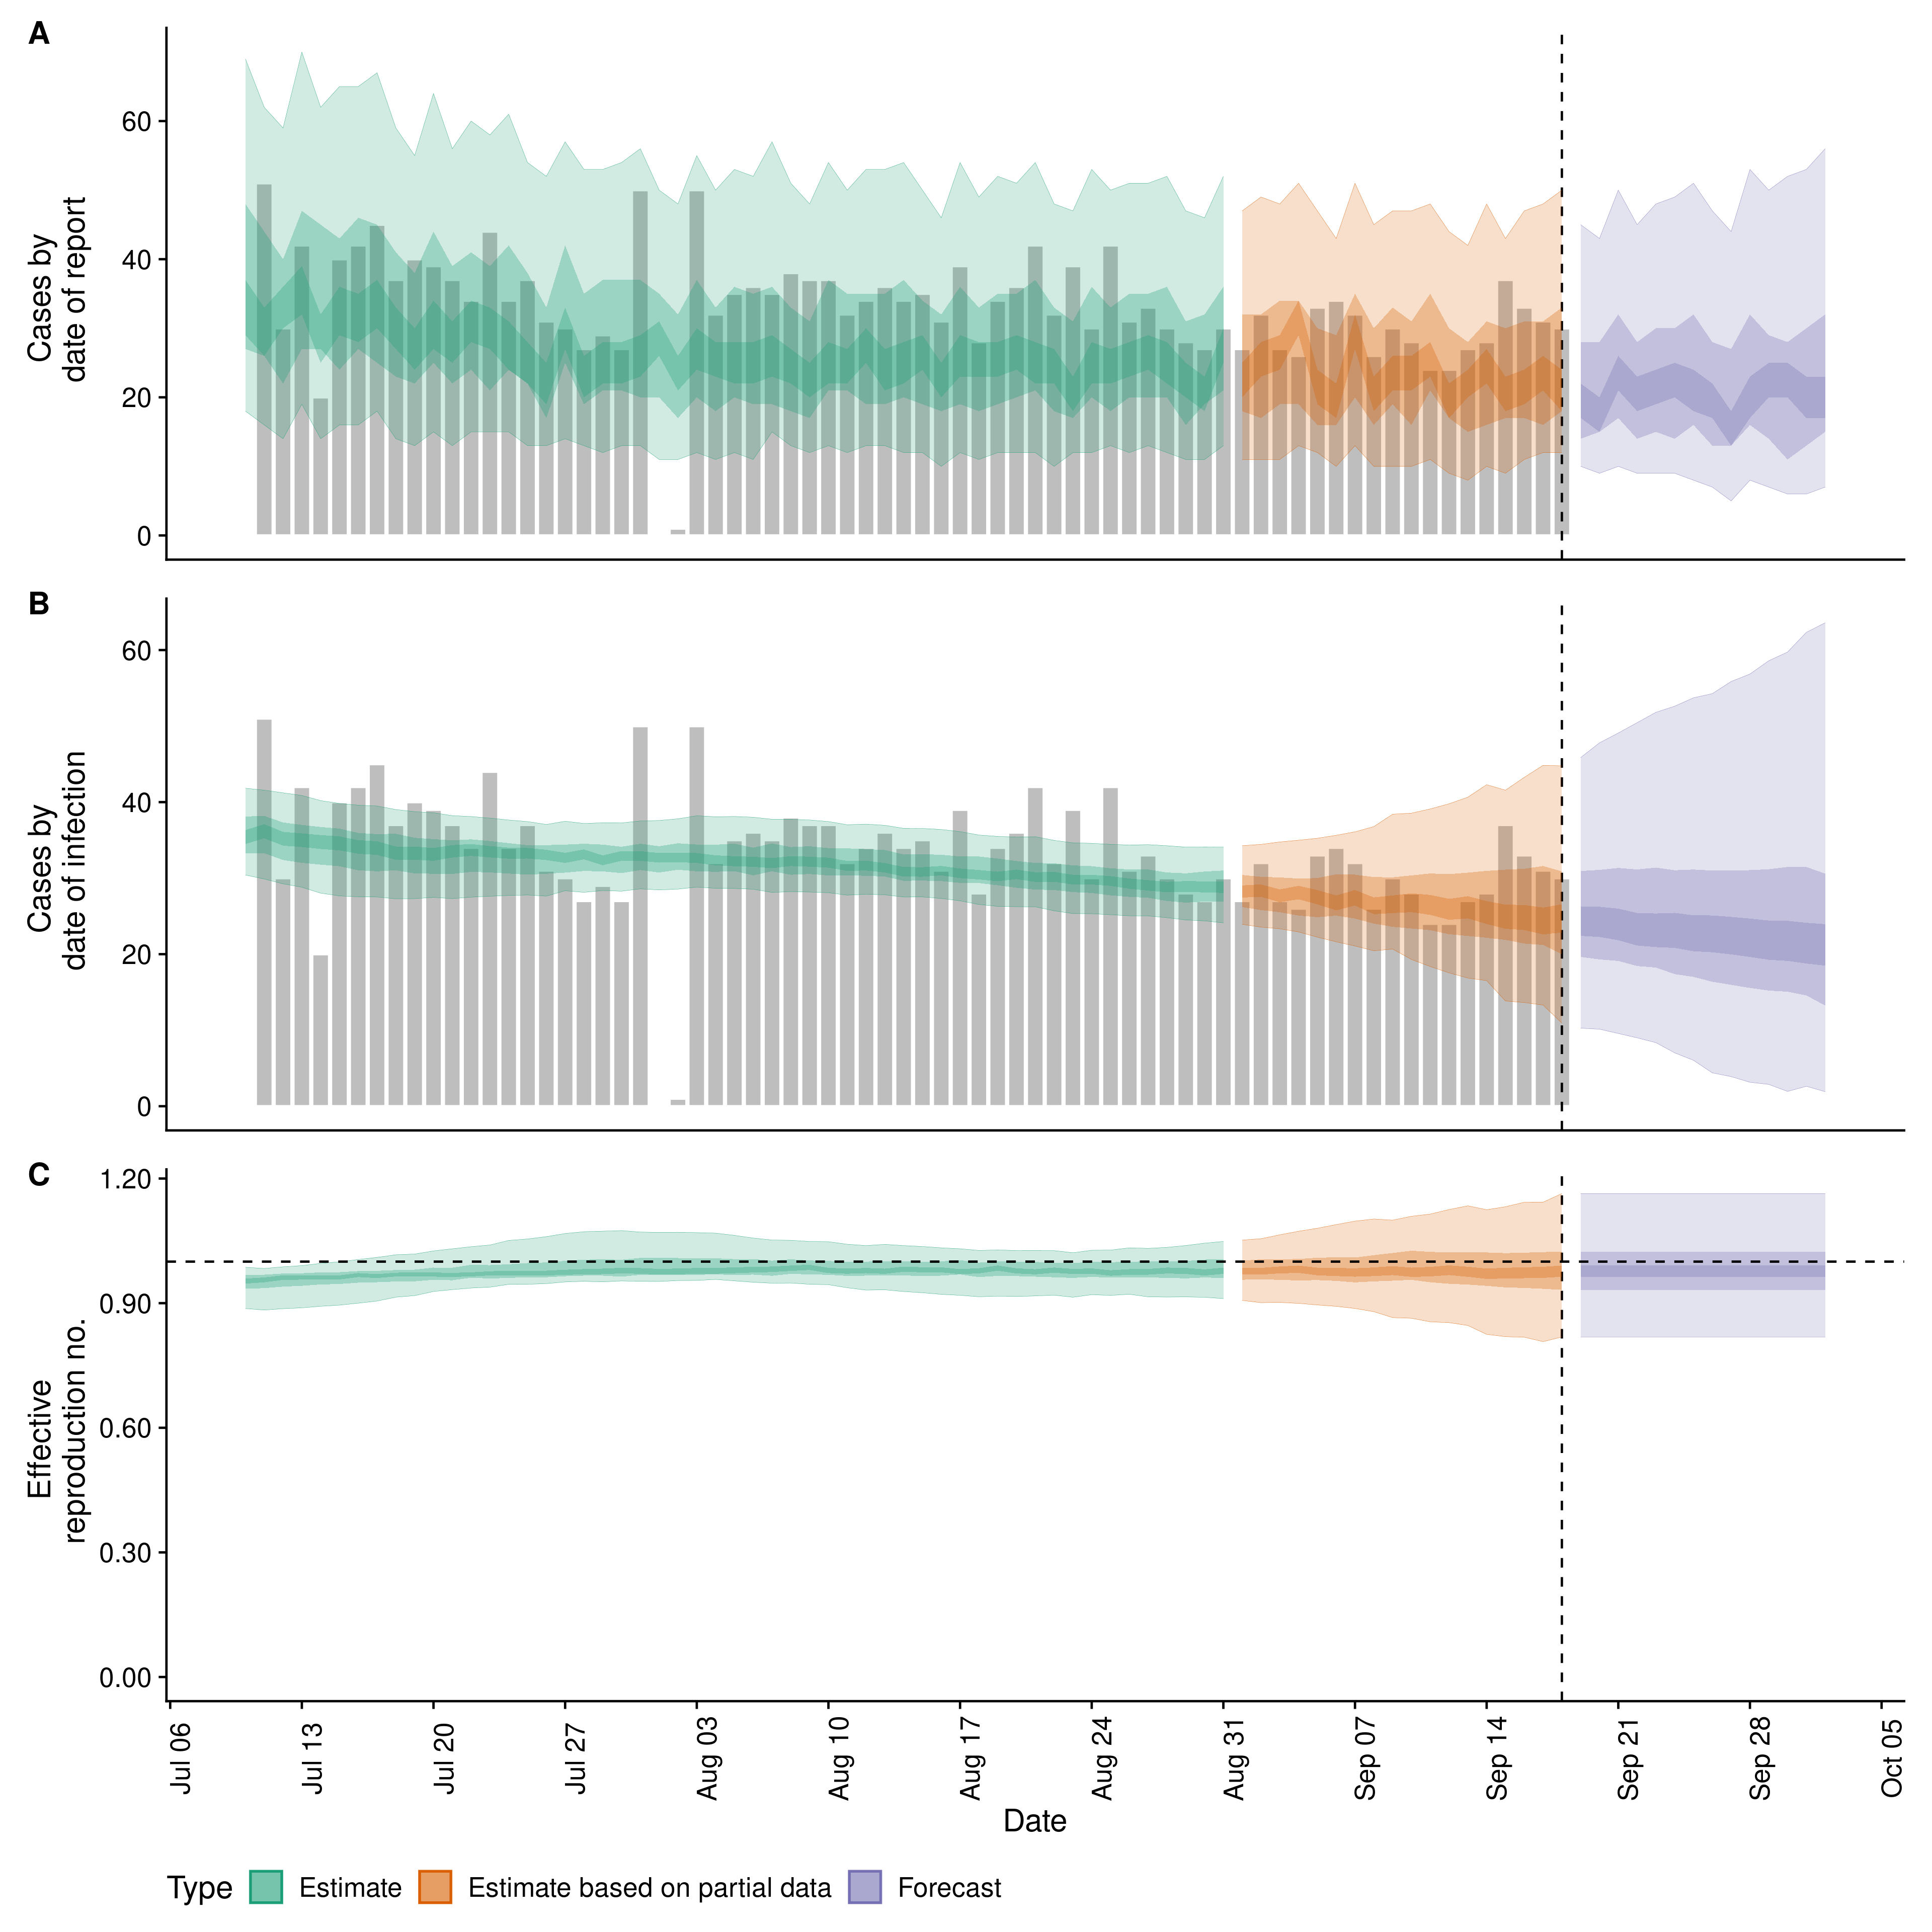 A
Cases by
date of report
60
40
20
0
B
Cases by
date of infection
60
40
20
0
C
Effective
reproduction no.
1.20
0.90
0.60
0.30
0.00
Jul 06
Jul 13
Jul 20
Jul 27
Aug 03
Aug 10
Aug 17
Aug 24
Aug 31
Sep 07
Sep 14
Sep 21
Sep 28
Oct 05
Date
Type Estimate Estimate based on partial data Forecast